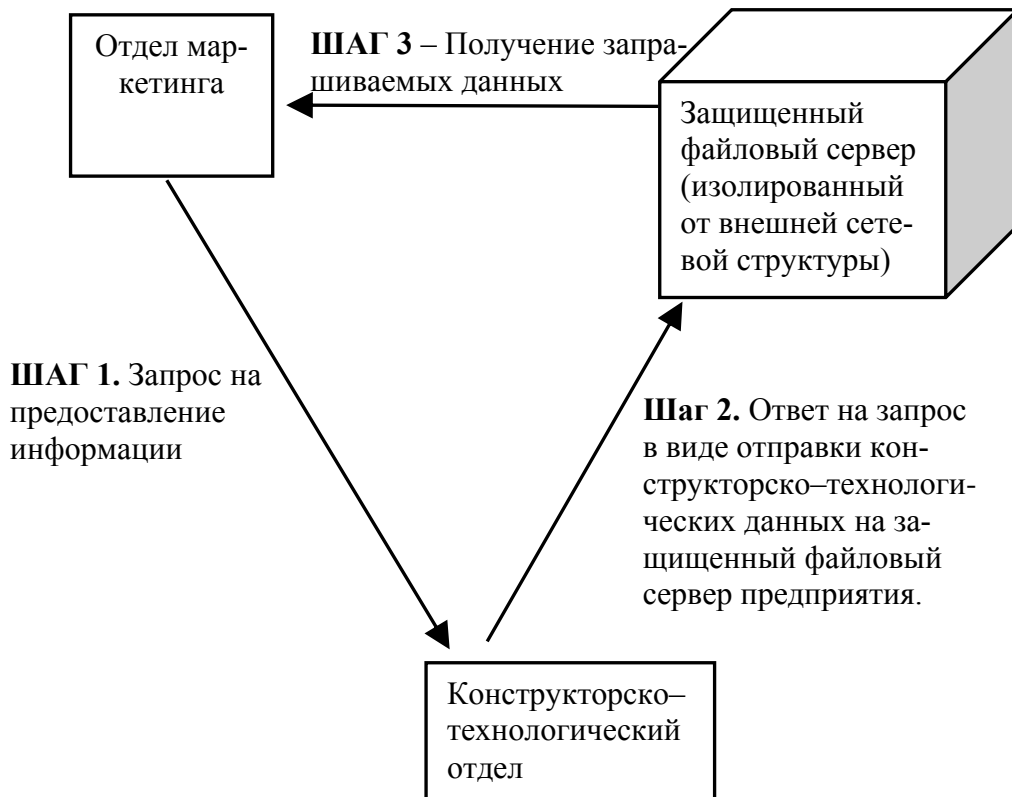 Отдел мар-
кетинга
ШАГ 3 – Получение запра-
шиваемых данных
Защищенный
файловый сервер
(изолированный
от внешней сете-
вой структуры)
ШАГ 1. Запрос на
предоставление
информации
Шаг 2. Ответ на запрос
в виде отправки кон-
структорско–технологи-
ческих данных на за-
щищенный файловый
сервер предприятия.
Конструкторско–
технологический
отдел